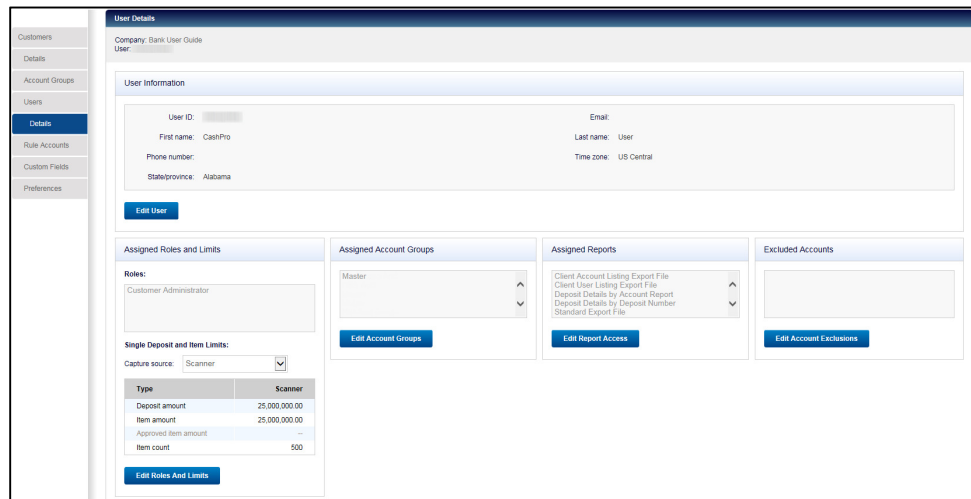 User Details
Customers
Details
Account Groups
Users
Details
Rule Accounts
Custom Fields
Preferences
Company: Bank User Guide
User:
User Information
User ID:
Email:
First name: CashPro
Last name: User
Phone number:
Time zone: US Central
State/province: Alabama
Edit User
Assigned Roles and Limits
Roles:
Customer Administrator
Single Deposit and Item Limits:
Capture source: Scanner
Type Scanner
Deposit amount 25,000,000.00
Item amount 25,000,000.00
Approved item amount --
Item count 500
Edit Roles And Limits
Assigned Account Groups
Master
Edit Account Groups
Assigned Reports
Client Account Listing Export File
Client User Listing Export File
Deposit Details by Account Report
Deposit Details by Deposit Number
Standard Export File
Edit Report Access
Excluded Accounts
Edit Account Exclusions